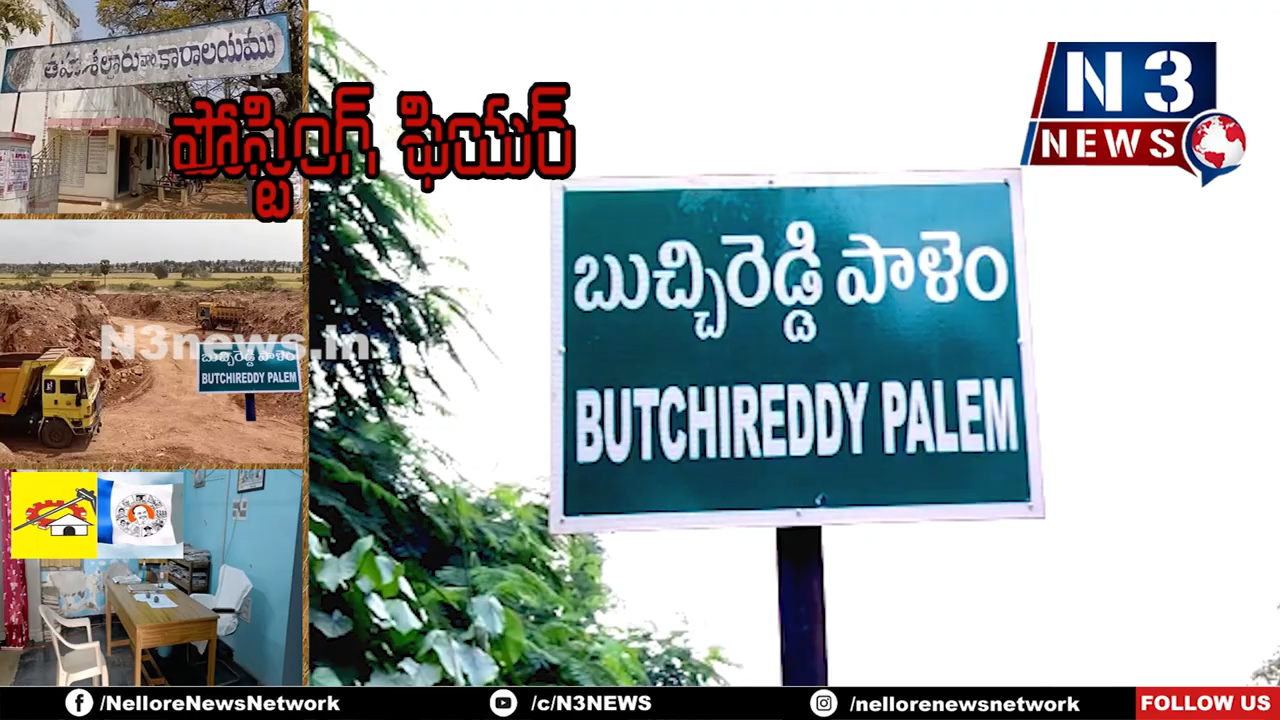 తహశీల్దారువారి కార్యాలయము
పోస్టింగ్ ఫియర్
N3
NEWS
బుచ్చిరెడ్డి పాళెం
BUTCHIREDDY PALEM
N3news.in
బుచ్చిరెడ్డి పాళెం
BUTCHIREDDY PALEM
/NelloreNewsNetwork
/c/N3NEWS
/nellorenewsnetwork
FOLLOW US